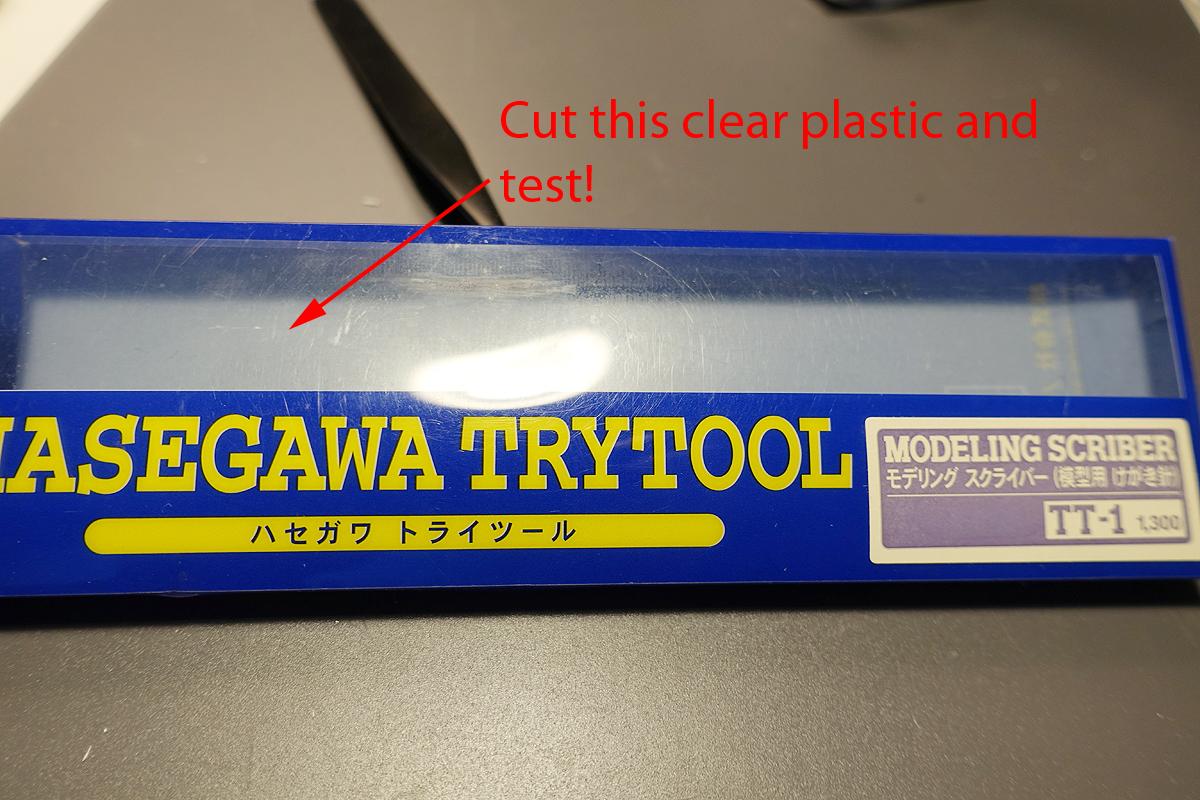 Cut this clear plastic and
test!
HASEGAWA TRYTOOL
ハセガワ トライツール
MODELING SCRIBER
モデリング スクライバー (模型用 けがき針)
TT-1 1,300